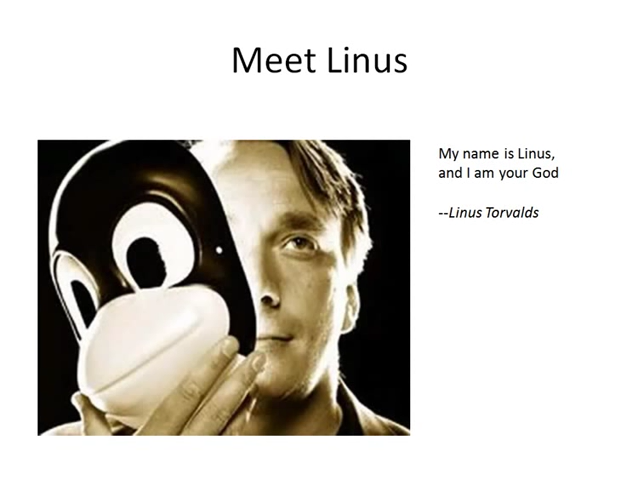 Meet Linus
My name is Linus,
and I am your God
--Linus Torvalds